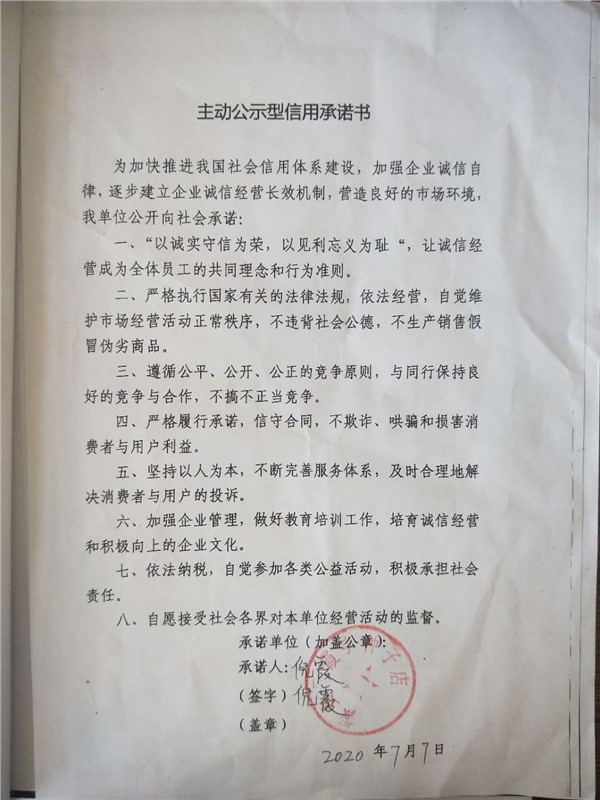 主动公示型信用承诺书
为加快推进我国社会信用体系建设，加强企业诚信自
律，逐步建立企业诚信经营长效机制，营造良好的市场环境，
我单位公开向社会承诺：
一、“以诚实守信为荣，以见利忘义为耻“，让诚信经
营成为全体员工的共同理念和行为准则。
二、严格执行国家有关的法律法规，依法经营，自觉维
护市场经营活动正常秩序，不违背社会公德，不生产销售假
冒伪劣商品。
三、遵循公平、公开、公正的竞争原则，与同行保持良
好的竞争与合作，不搞不正当竞争。
四、严格履行承诺，信守合同，不欺诈、哄骗和损害消
费者与用户利益。
五、坚持以人为本，不断完善服务体系，及时合理地解
决消费者与用户的投诉。
六、加强企业管理，做好教育培训工作，培育诚信经营
和积极向上的企业文化。
七、依法纳税，自觉参加各类公益活动，积极承担社会
责任。
八、自愿接受社会各界对本单位经营活动的监督。
承诺单位（加盖公章）：
承诺人：倪霞
（签字）倪霞
（盖章）
2020 年7月7日